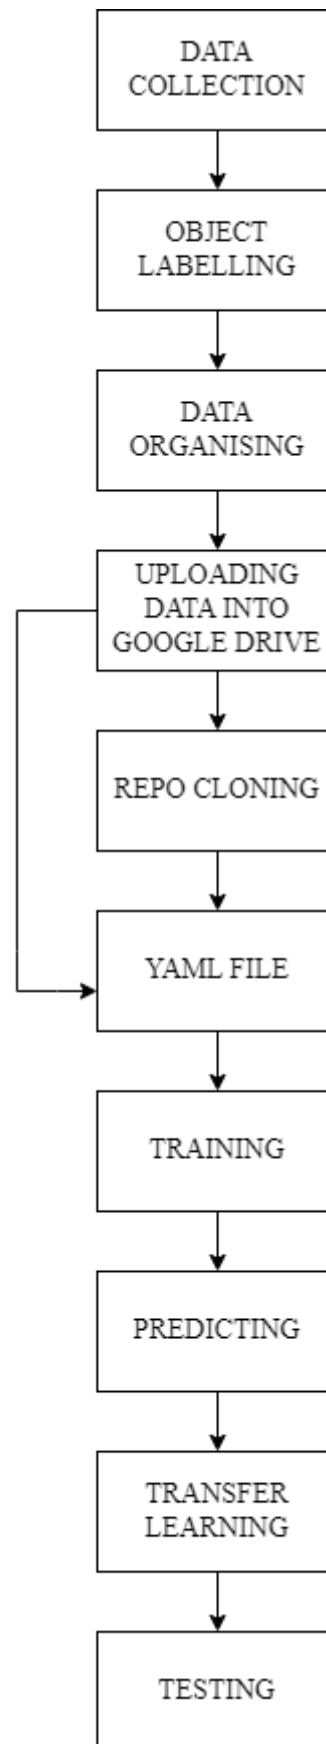 DATA
COLLECTION
OBJECT
LABELLING
DATA
ORGANISING
UPLOADING
DATA INTO
GOOGLE DRIVE
REPO CLONING
YAML FILE
TRAINING
PREDICTING
TRANSFER
LEARNING
TESTING